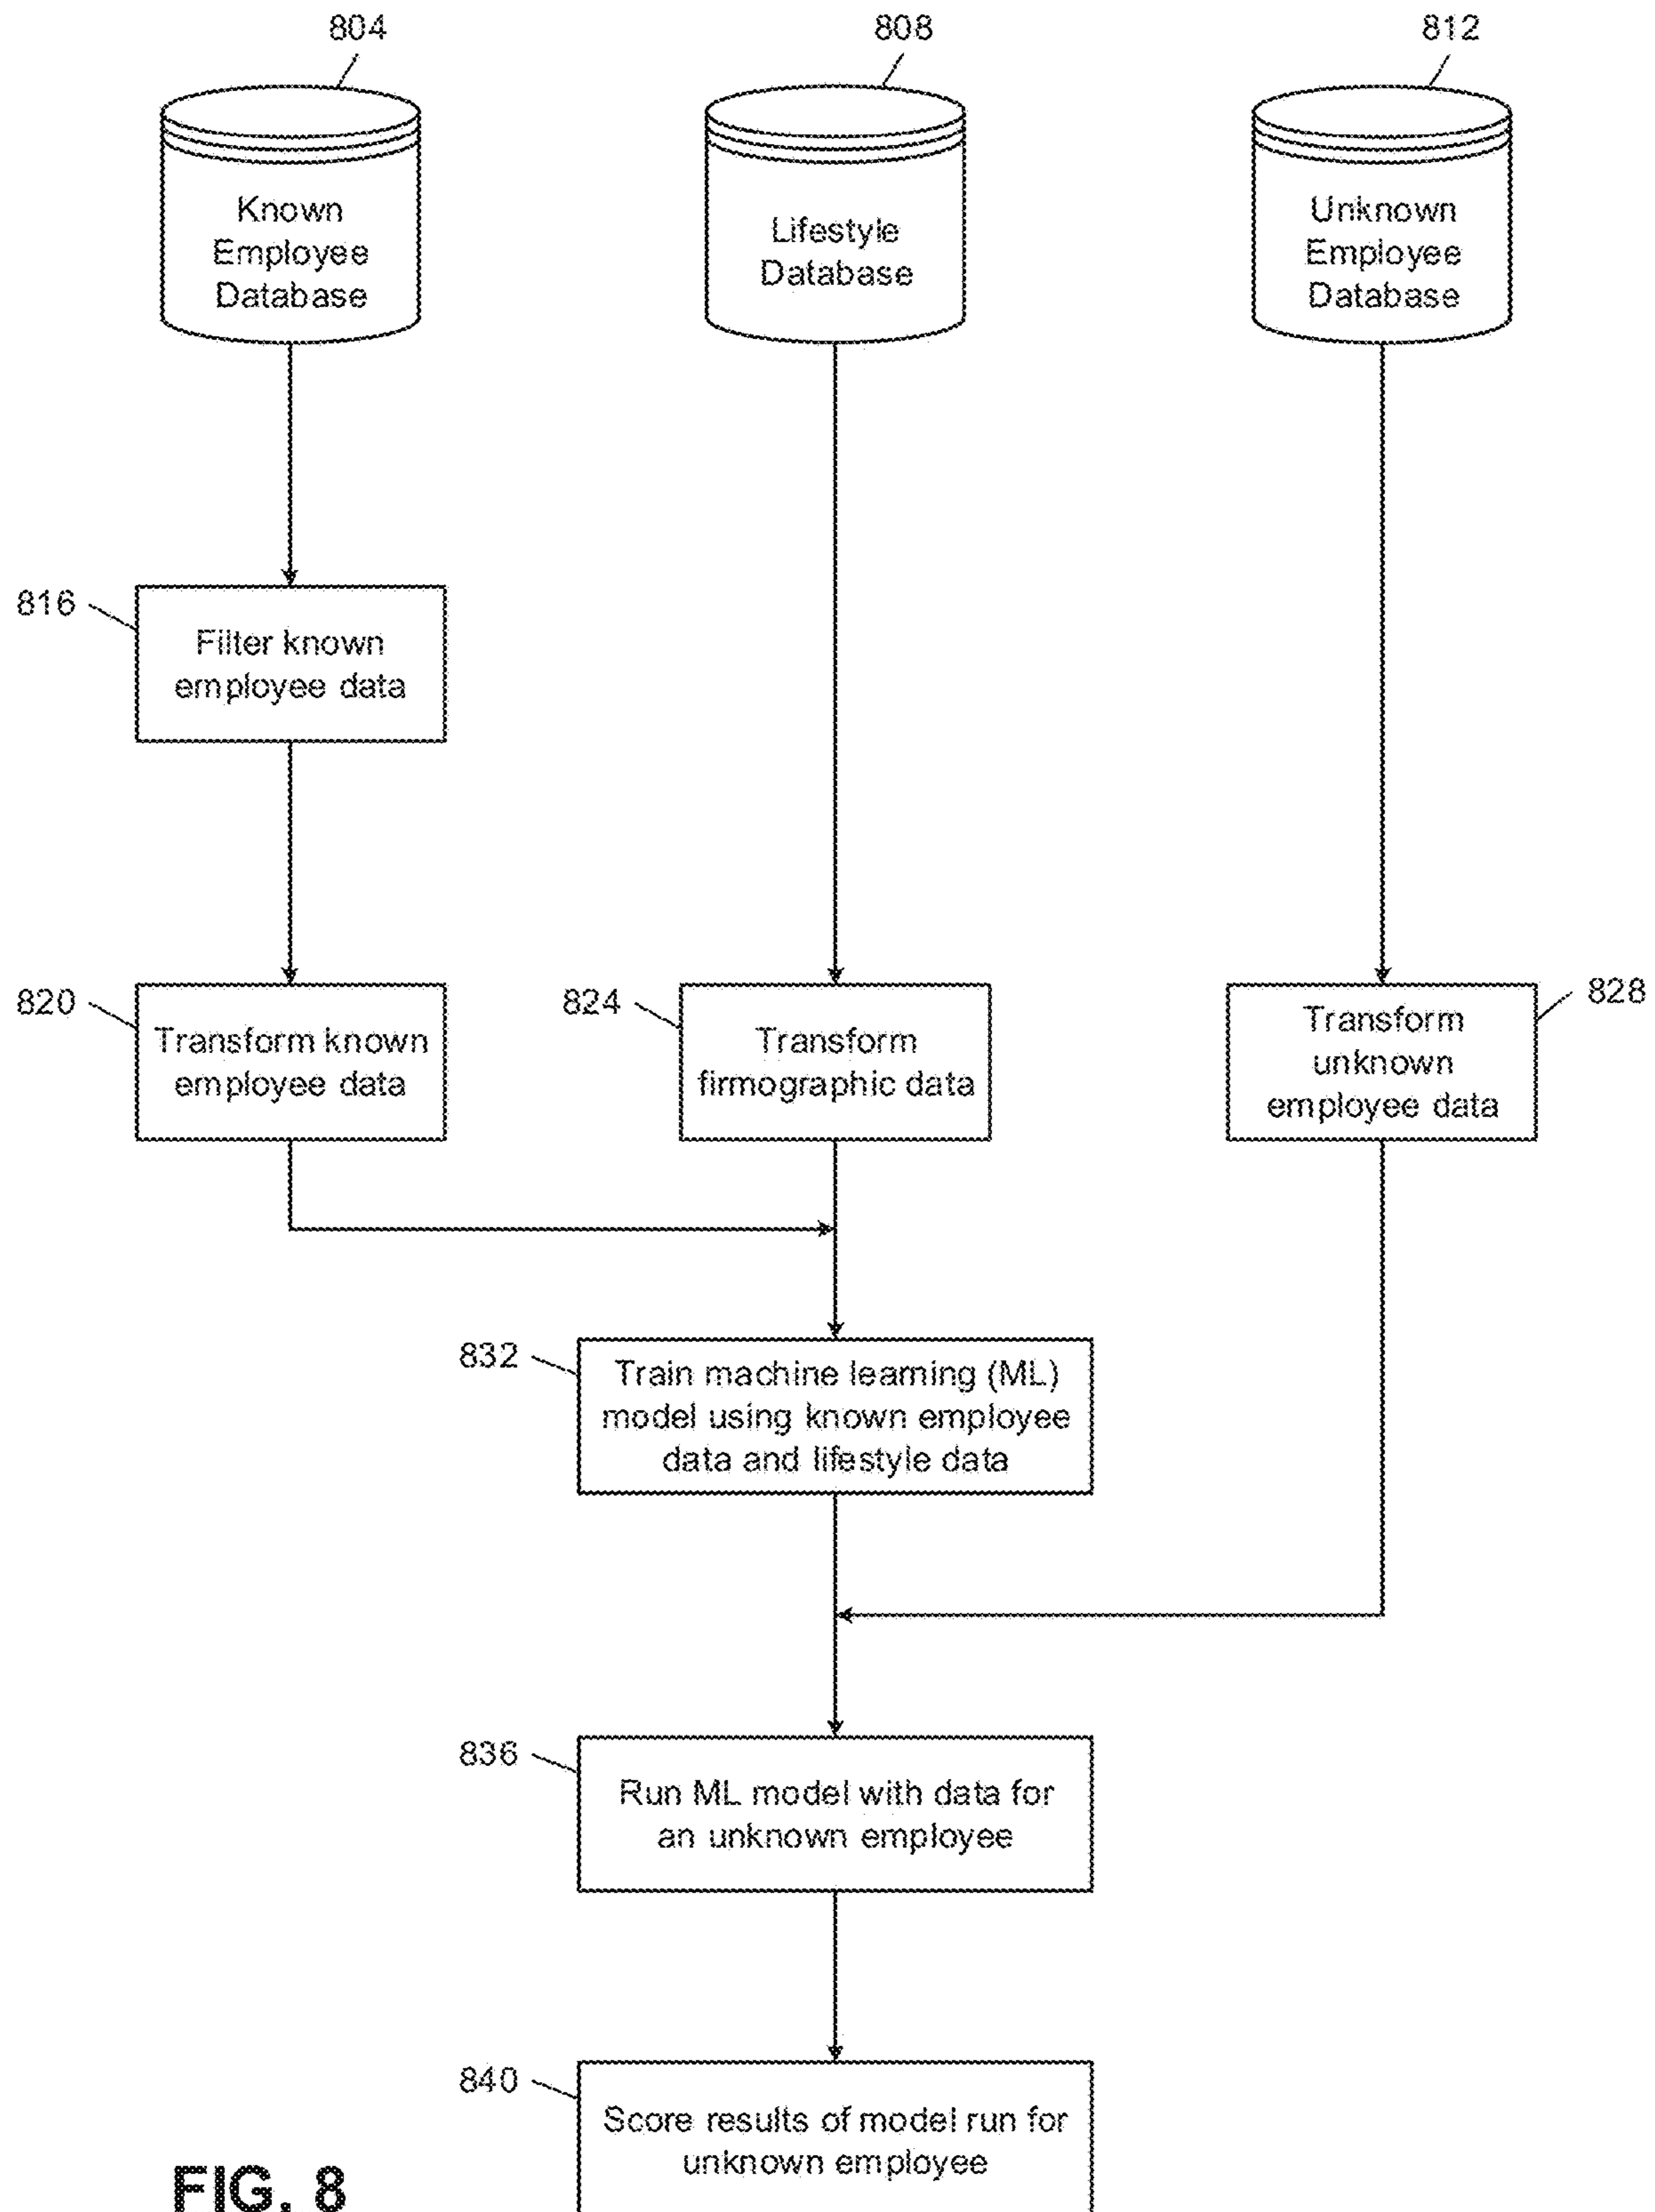 804
808
812
Known
Employee
Database
Lifestyle
Database
Unknown
Employee
Database
816
Filter known
employee data
820
Transform known
employee data
824
Transform
firmographic data
828
Transform
unknown
employee data
832
Train machine learning (ML)
model using known employee
data and lifestyle data
836
Run ML model with data for
an unknown employee
840
Score results of model run for
unknown employee
FIG. 8